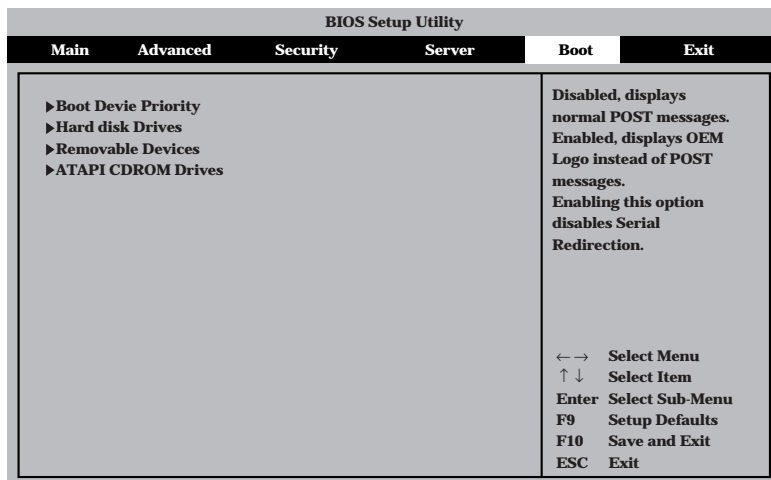 BIOS Setup Utility
Main Advanced Security Server Boot Exit
▶Boot Devie Priority
▶Hard disk Drives
▶Removable Devices
▶ATAPI CDROM Drives
Disabled, displays
normal POST messages.
Enabled, displays OEM
Logo instead of POST
messages.
Enabling this option
disables Serial
Redirection.
←→ Select Menu
↑↓ Select Item
Enter Select Sub-Menu
F9 Setup Defaults
F10 Save and Exit
ESC Exit